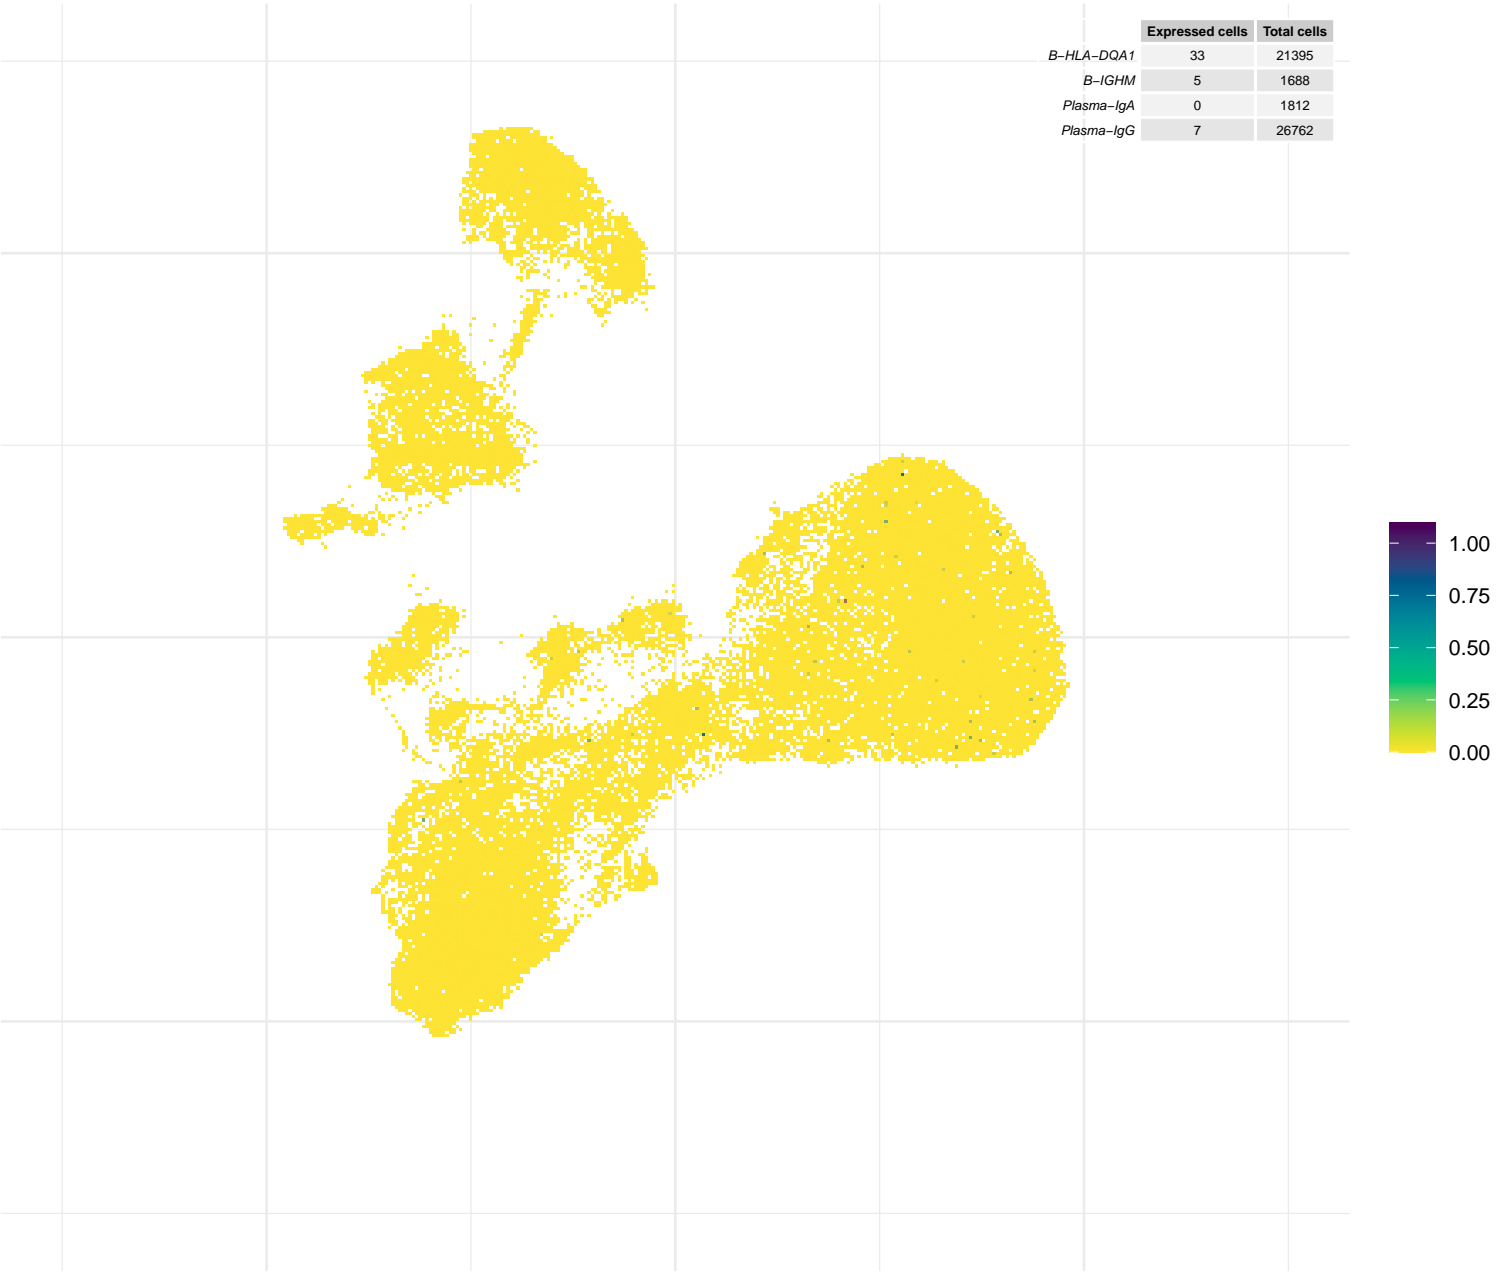 Expressed cells Total cells
B−HLA−DQA1 33 21395
B−IGHM 5 1688
Plasma−IgA 0 1812
Plasma−IgG 7 26762
1.00
0.75
0.50
0.25
0.00